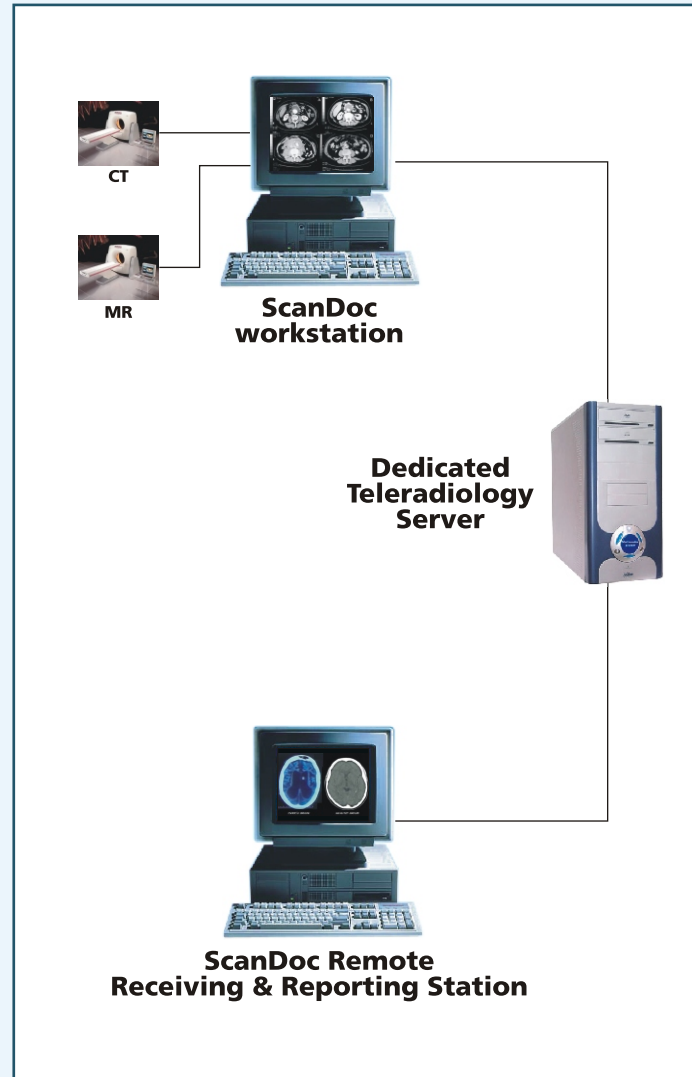 CT
MR
ScanDoc
workstation
Dedicated
Teleradiology
Server
ScanDoc Remote
Receiving & Reporting Station